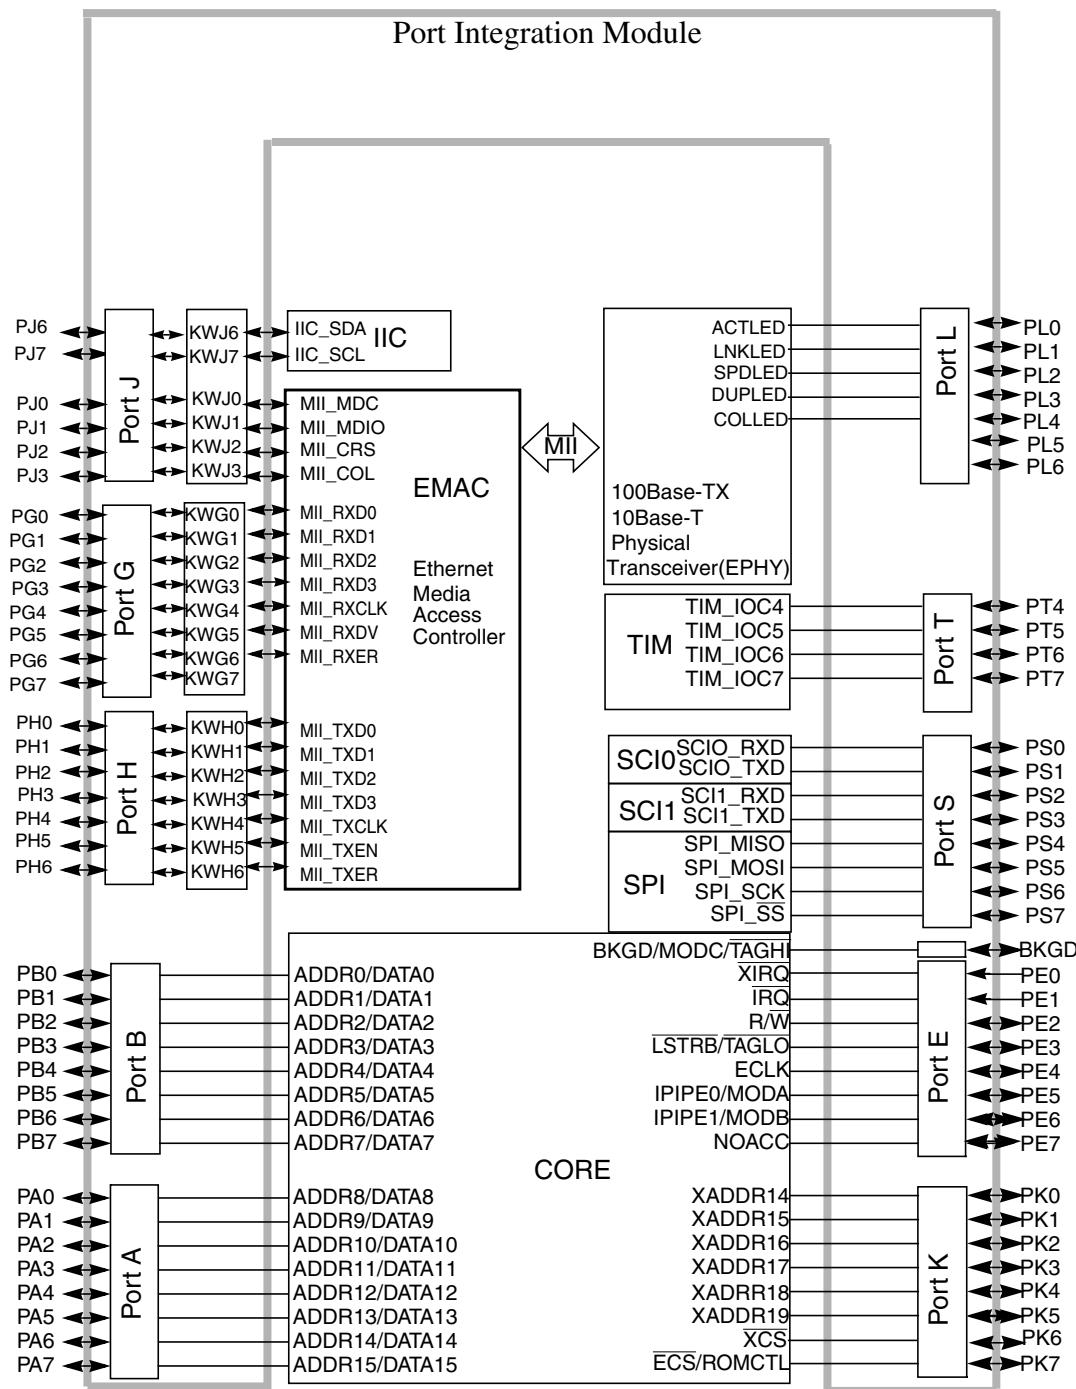 Port Integration Module
PJ6
PJ7
PJ0
PJ1
PJ2
PJ3
Port J
KWJ6
KWJ7
KWJ0
KWJ1
KWJ2
KWJ3
IIC_SDA
IIC_SCL
IIC
PG0
PG1
PG2
PG3
PG4
PG5
PG6
PG7
Port G
KWG0
KWG1
KWG2
KWG3
KWG4
KWG5
KWG6
KWG7
PH0
PH1
PH2
PH3
PH4
PH5
PH6
Port H
KWH0
KWH1
KWH2
KWH3
KWH4
KWH5
KWH6
MII_MDC
MII_MDIO
MII_CRS
MII_COL
MII_RXD0
MII_RXD1
MII_RXD2
MII_RXD3
MII_RXCLK
MII_RXDV
MII_RXER
MII_TXD0
MII_TXD1
MII_TXD2
MII_TXD3
MII_TXCLK
MII_TXEN
MII_TXER
EMAC
Ethernet
Media
Access
Controller
MII
ACTLED
LNKLED
SPDLED
DUPLED
COLLED
100Base-TX
10Base-T
Physical
Transceiver(EPHY)
Port L
PL0
PL1
PL2
PL3
PL4
PL5
PL6
TIM
TIM_IOC4
TIM_IOC5
TIM_IOC6
TIM_IOC7
Port T
PT4
PT5
PT6
PT7
SCI0
SCIO_RXD
SCIO_TXD
SCI1
SCI1_RXD
SCI1_TXD
SPI
SPI_MISO
SPI_MOSI
SPI_SCK
SPI_SS
Port S
PS0
PS1
PS2
PS3
PS4
PS5
PS6
PS7
PB0
PB1
PB2
PB3
PB4
PB5
PB6
PB7
Port B
ADDR0/DATA0
ADDR1/DATA1
ADDR2/DATA2
ADDR3/DATA3
ADDR4/DATA4
ADDR5/DATA5
ADDR6/DATA6
ADDR7/DATA7
PA0
PA1
PA2
PA3
PA4
PA5
PA6
PA7
Port A
ADDR8/DATA8
ADDR9/DATA9
ADDR10/DATA10
ADDR11/DATA11
ADDR12/DATA12
ADDR13/DATA13
ADDR14/DATA14
ADDR15/DATA15
CORE
BKGD/MODC/TAGHI
XIRQ
IRQ
R/W
LSTRB/TAGLO
ECLK
IPIPE0/MODA
IPIPE1/MODB
NOACC
Port E
BKGD
PE0
PE1
PE2
PE3
PE4
PE5
PE6
PE7
XADDR14
XADDR15
XADDR16
XADDR17
XADRR18
XADDR19
XCS
ECS/ROMCTL
Port K
PK0
PK1
PK2
PK3
PK4
PK5
PK6
PK7